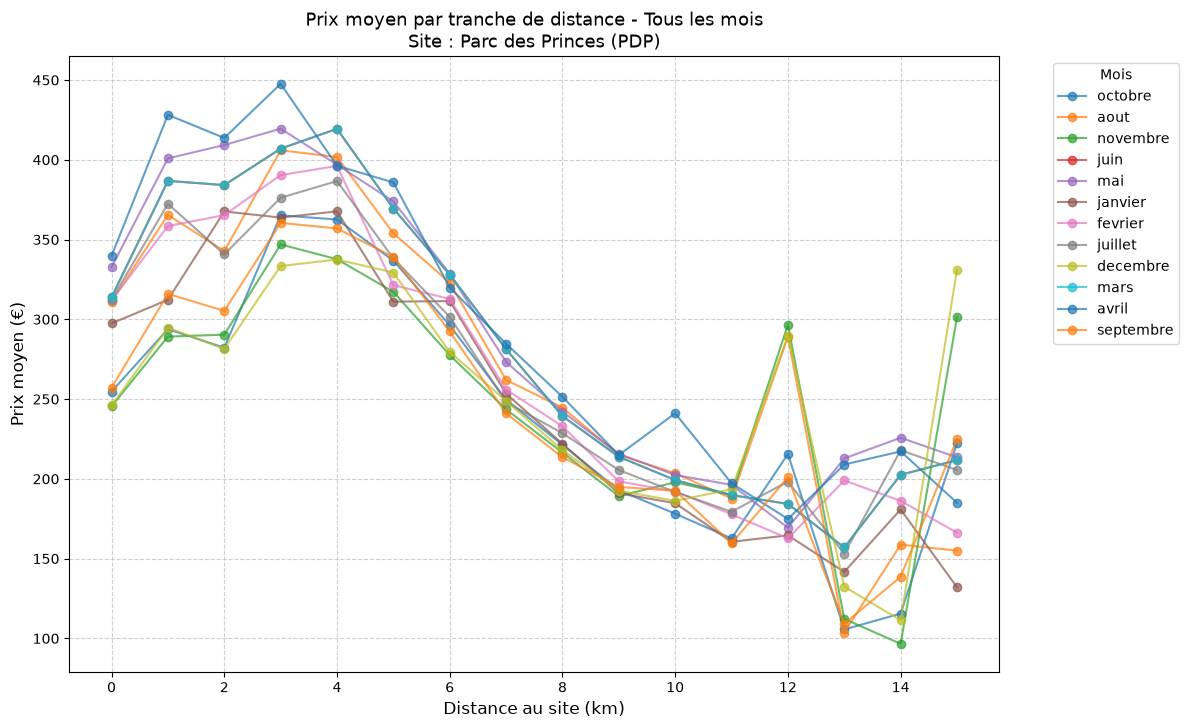 Prix moyen par tranche de distance - Tous les mois
Site : Parc des Princes (PDP)
Prix moyen (€)
450
400
350
300
250
200
150
100
0
2
4
6
8
10
12
14
Distance au site (km)
Mois
octobre
aout
novembre
juin
mai
janvier
fevrier
juillet
decembre
mars
avril
septembre